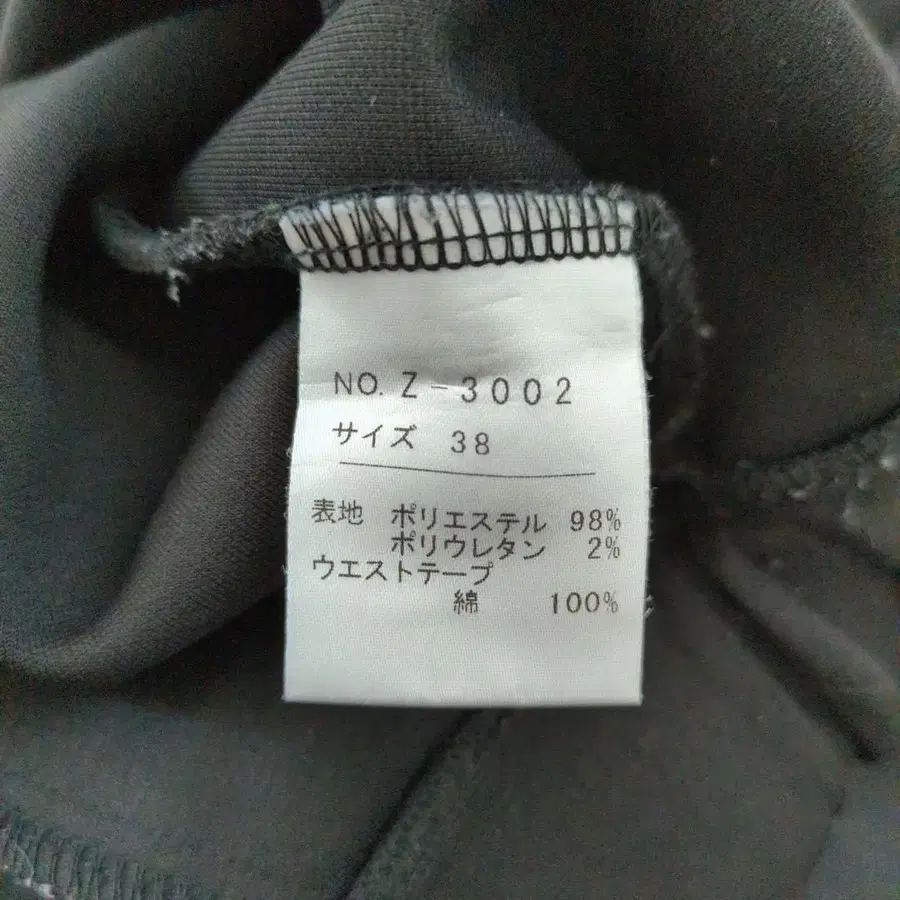 NO. Z-3002
サイズ 38
表地 ポリエステル 98%
ポリウレタン 2%
ウエストテープ
綿 100%